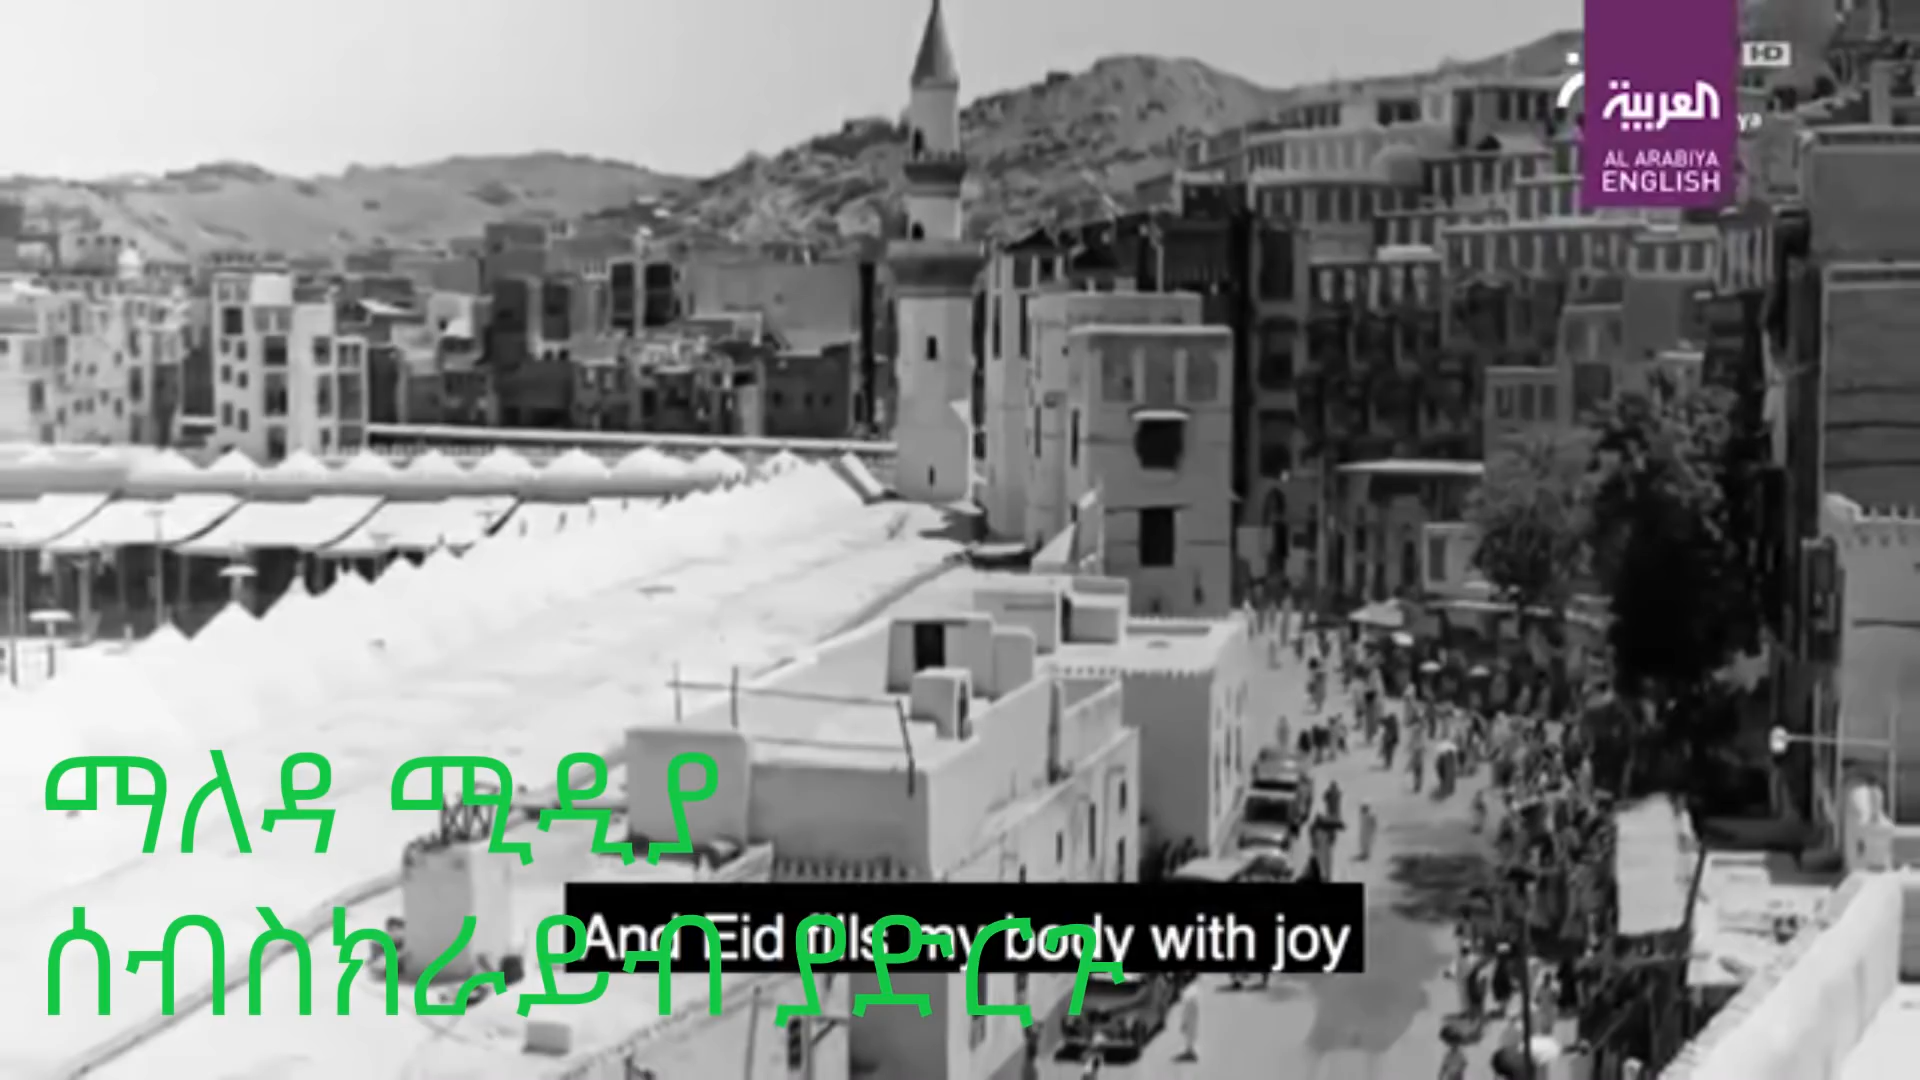 HD
العربية
AL ARABIYA
ENGLISH
ማለዳ ሚዲያ
And Eid fills my body with joy
ሰብስክራይብ ያድርጉ